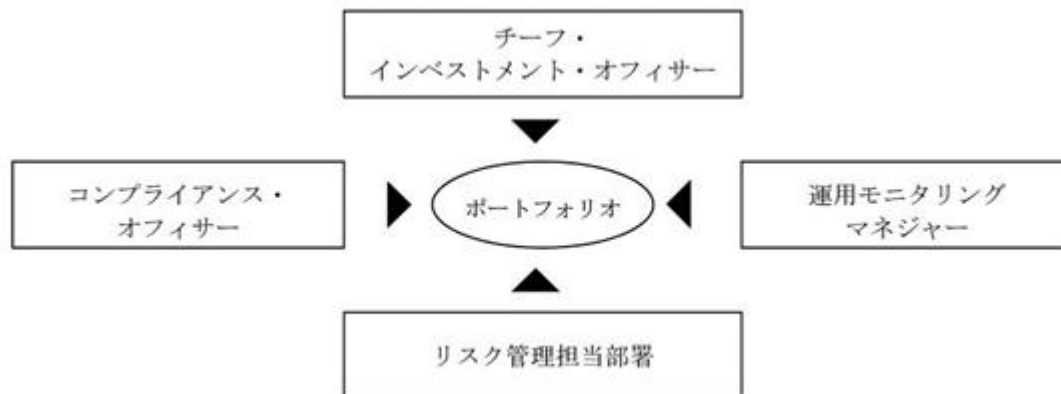 チーフ・
インベストメント・オフィサー
コンプライアンス・
オフィサー
ポートフォリオ
運用モニタリング
マネジャー
リスク管理担当部署